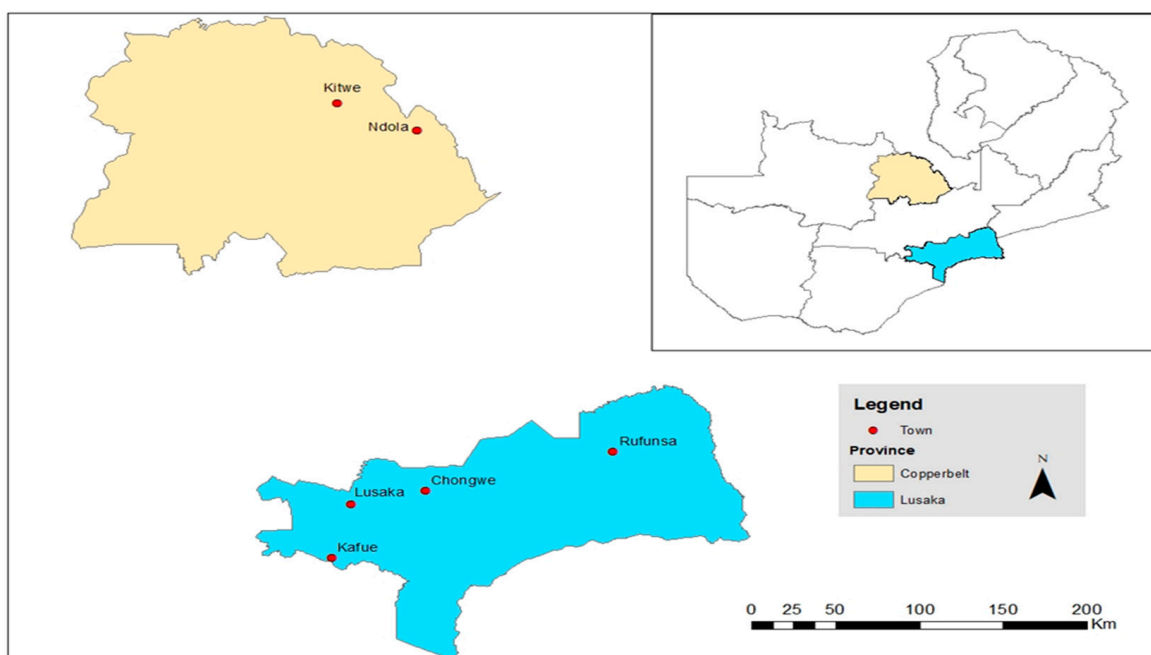 Kitwe
Ndola
Rufunsa
Chongwe
Lusaka
Kafue
Legend
Town
Province
Copperbelt
Lusaka
N
0 25 50 100 150 200
Km